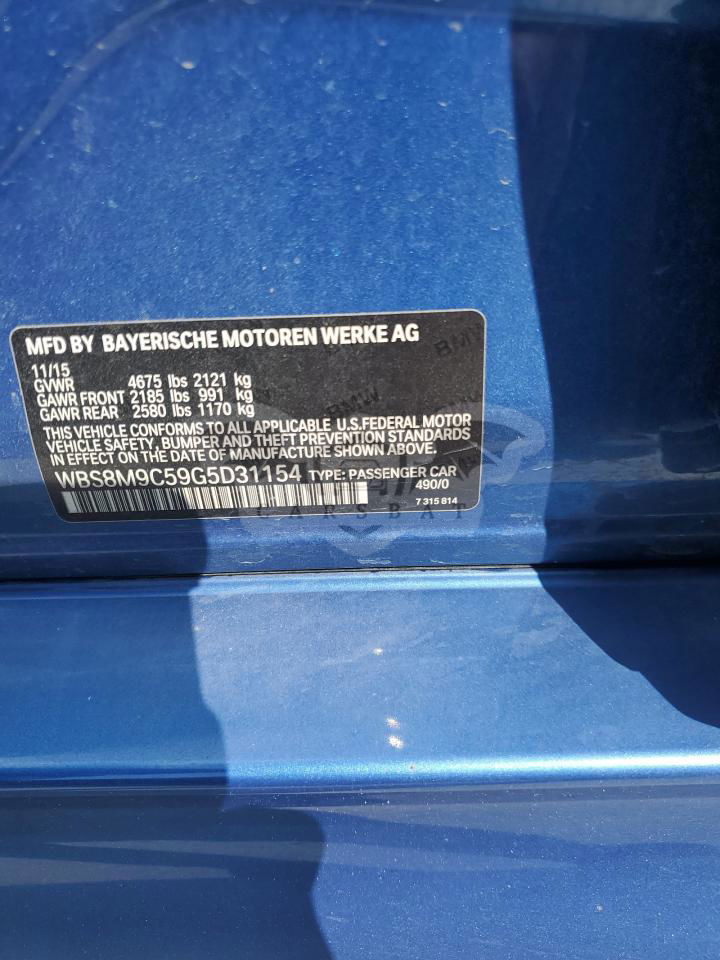 MFD BY BAYERISCHE MOTOREN WERKE AG
11/15
GVWR 4675 lbs 2121 kg
GAWR FRONT 2185 lbs 991 kg
GAWR REAR 2580 lbs 1170 kg
THIS VEHICLE CONFORMS TO ALL APPLICABLE U.S.FEDERAL MOTOR
VEHICLE SAFETY, BUMPER AND THEFT PREVENTION STANDARDS
IN EFFECT ON THE DATE OF MANUFACTURE SHOWN ABOVE.
WBS8M9C59G5D31154 TYPE: PASSENGER CAR
490/0
7 315 814
BMW
BMW
CARSBAT